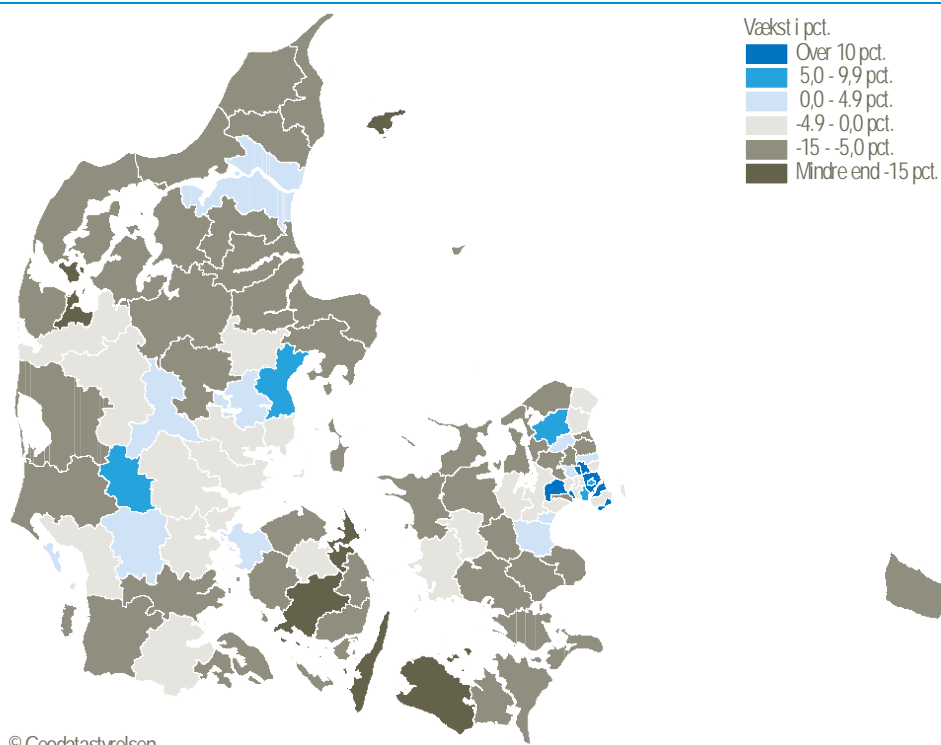 Vækst i pct.
Over 10 pct.
5,0 - 9,9 pct.
0,0 - 4.9 pct.
-4.9 - 0,0 pct.
-15 - -5,0 pct.
Mindre end -15 pct.
© Geodatastyrelsen